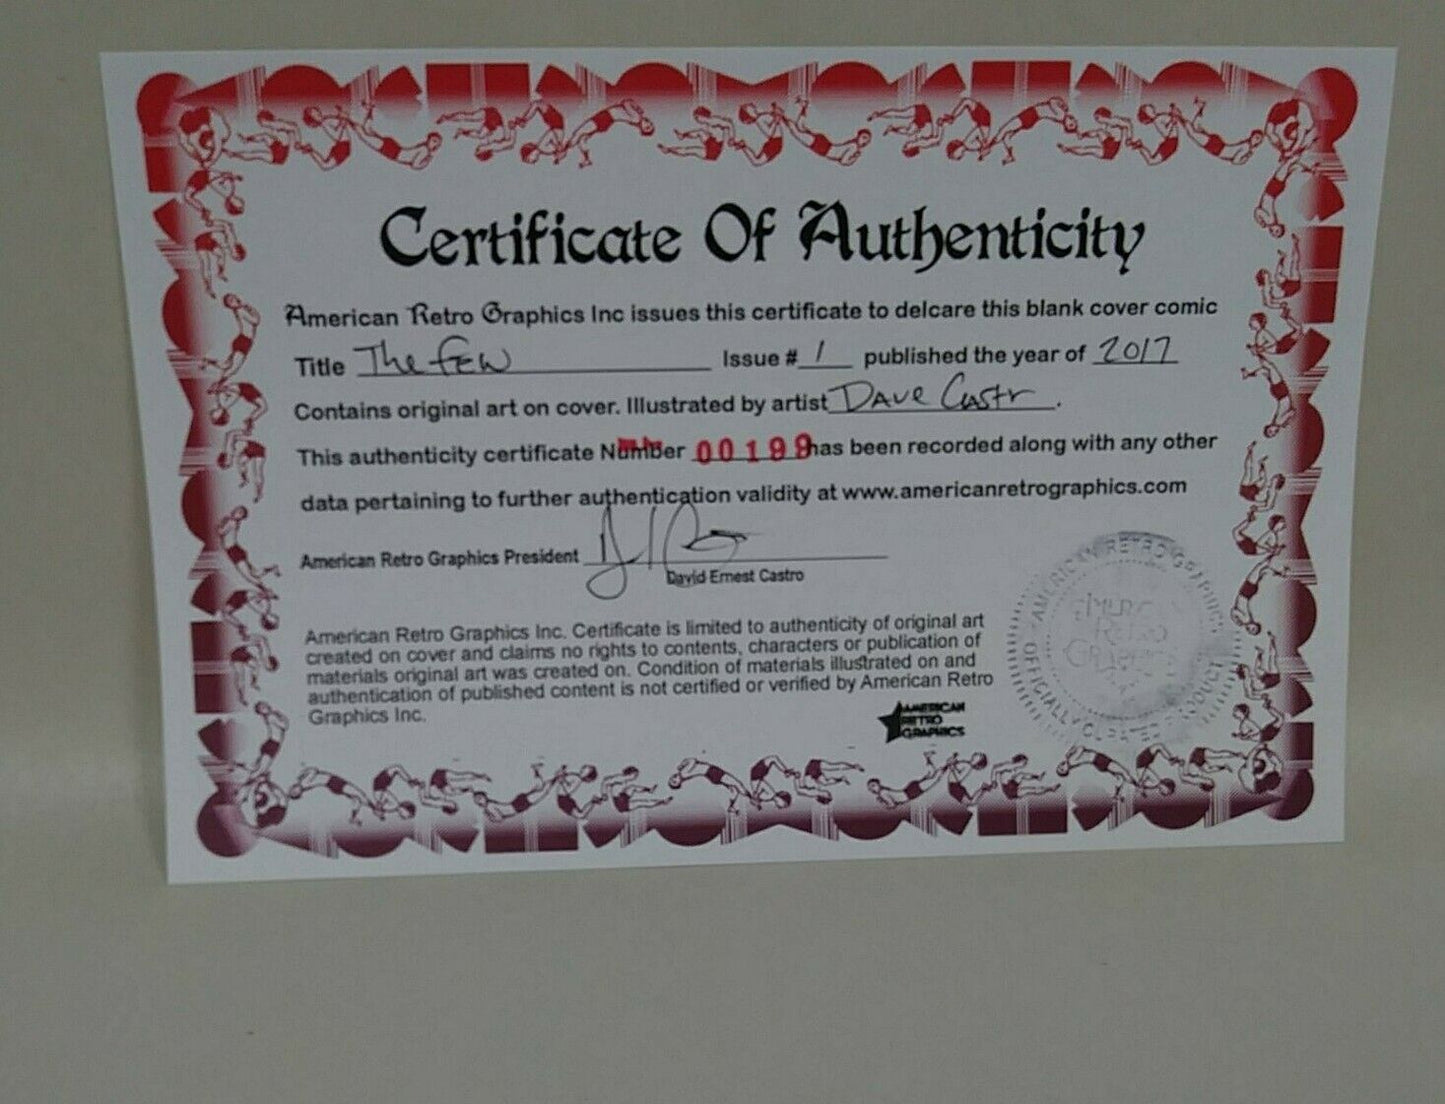 Certificate Of Authenticity
American Retro Graphics Inc issues this certificate to delcare this blank cover comic
Title The Few Issue # 1 published the year of 2017
Contains original art on cover. Illustrated by artist Dave Castr.
This authenticity certificate Number 00199 has been recorded along with any other
data pertaining to further authentication validity at www.americanretrographics.com
American Retro Graphics President
David Ernest Castro
American Retro Graphics Inc. Certificate is limited to authenticity of original art
created on cover and claims no rights to contents, characters or publication of
materials original art was created on. Condition of materials illustrated on and
authentication of published content is not certified or verified by American Retro
Graphics Inc.
AMERICAN
RETRO
GRAPHICS
AMERICAN RETRO GRAPHICS
OFFICIALLY PRODUCT